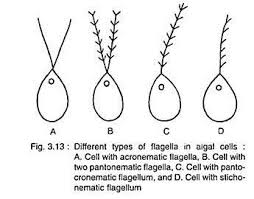 A B C D
Fig. 3.13 : Different types of flagella in algal cells :
A. Cell with acronematic flagella, B. Cell with
two pantonematic flagella, C. Cell with panto-
cronematic flagellum, and D. Cell with sticho-
nematic flagellum